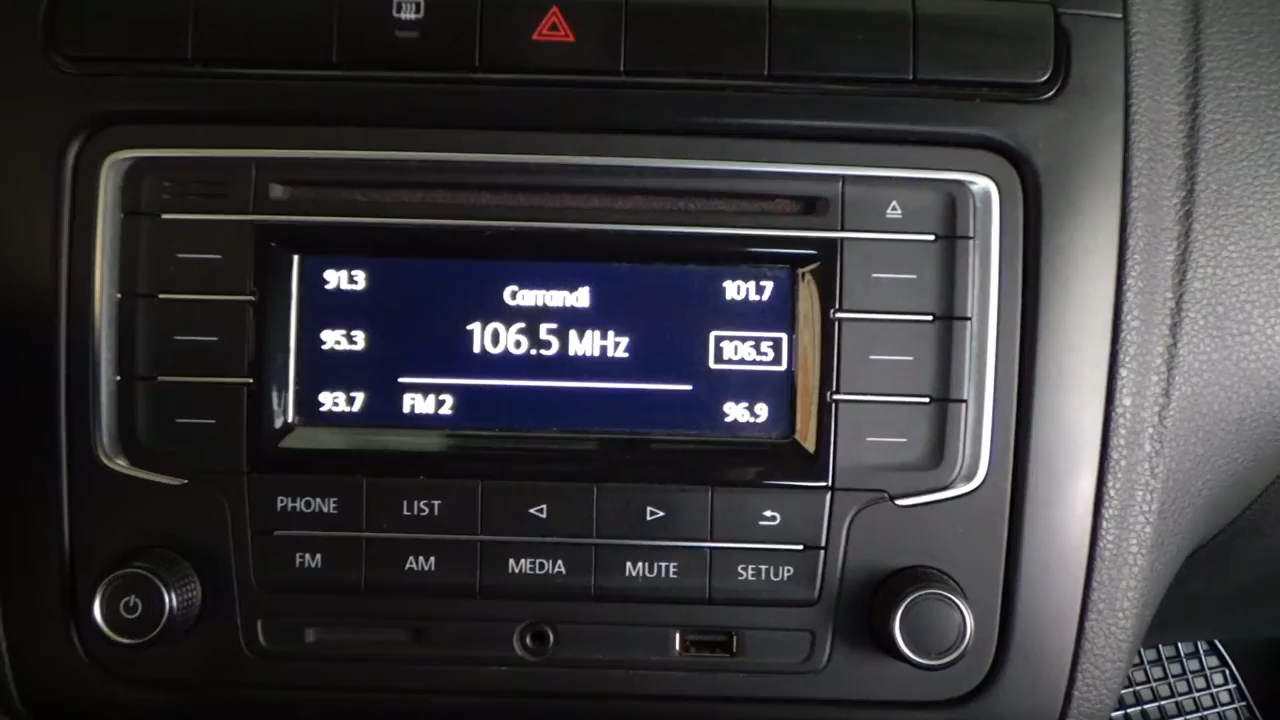 91.3
Carrandi
101.7
95.3
106.5 MHz
106.5
93.7
FM 2
96.9
PHONE
LIST
FM
AM
MEDIA
MUTE
SETUP